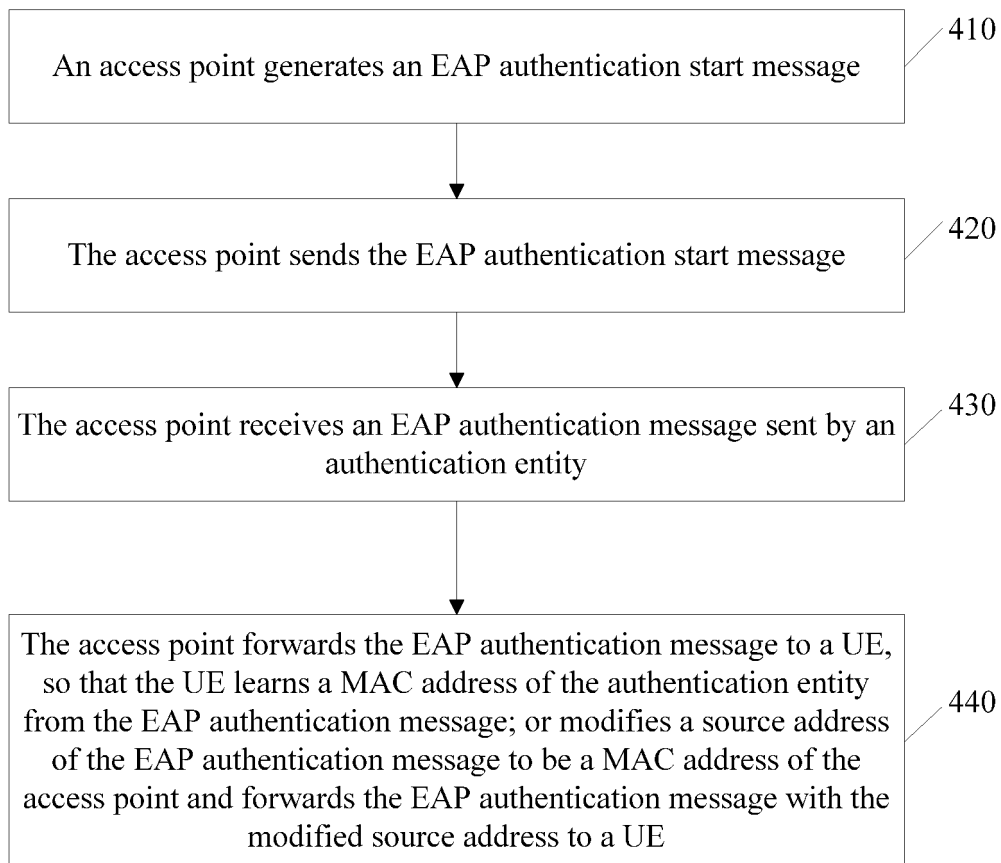 An access point generates an EAP authentication start message
410
The access point sends the EAP authentication start message
420
The access point receives an EAP authentication message sent by an
authentication entity
430
The access point forwards the EAP authentication message to a UE,
so that the UE learns a MAC address of the authentication entity
from the EAP authentication message; or modifies a source address
of the EAP authentication message to be a MAC address of the
access point and forwards the EAP authentication message with the
modified source address to a UE
440